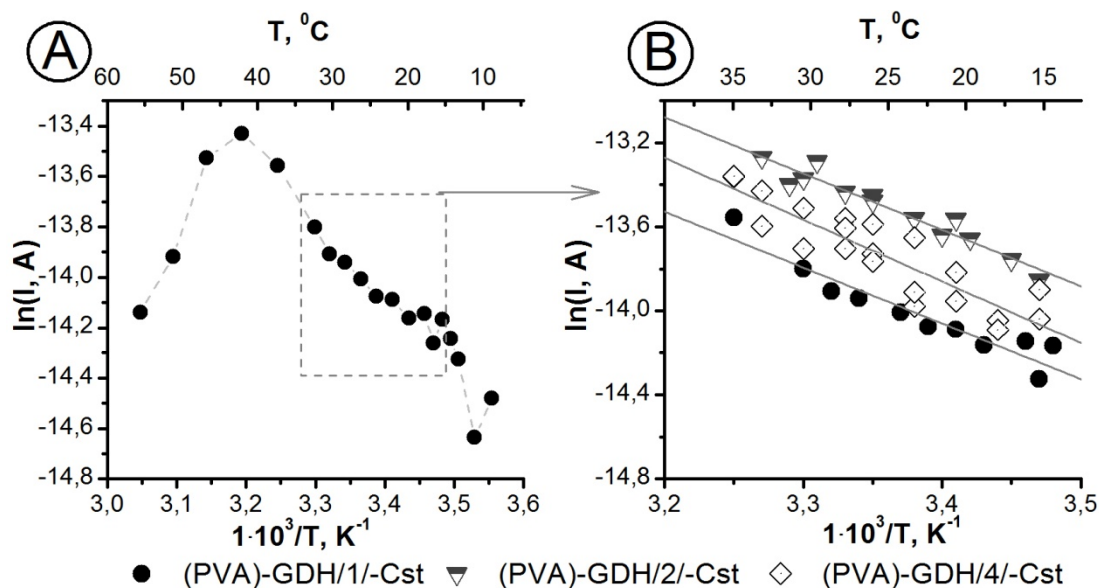 A
T, ⁰C
60 50 40 30 20 10
-13,4
-13,6
-13,8
-14,0
-14,2
-14,4
-14,6
-14,8
ln(I, A)
3,0 3,1 3,2 3,3 3,4 3,5 3,6
1·10³/T, K⁻¹
B
T, ⁰C
35 30 25 20 15
-13,2
-13,6
-14,0
-14,4
-14,8
ln(I, A)
3,2 3,3 3,4 3,5
1·10³/T, K⁻¹
(PVA)-GDH/1/-Cst (PVA)-GDH/2/-Cst (PVA)-GDH/4/-Cst